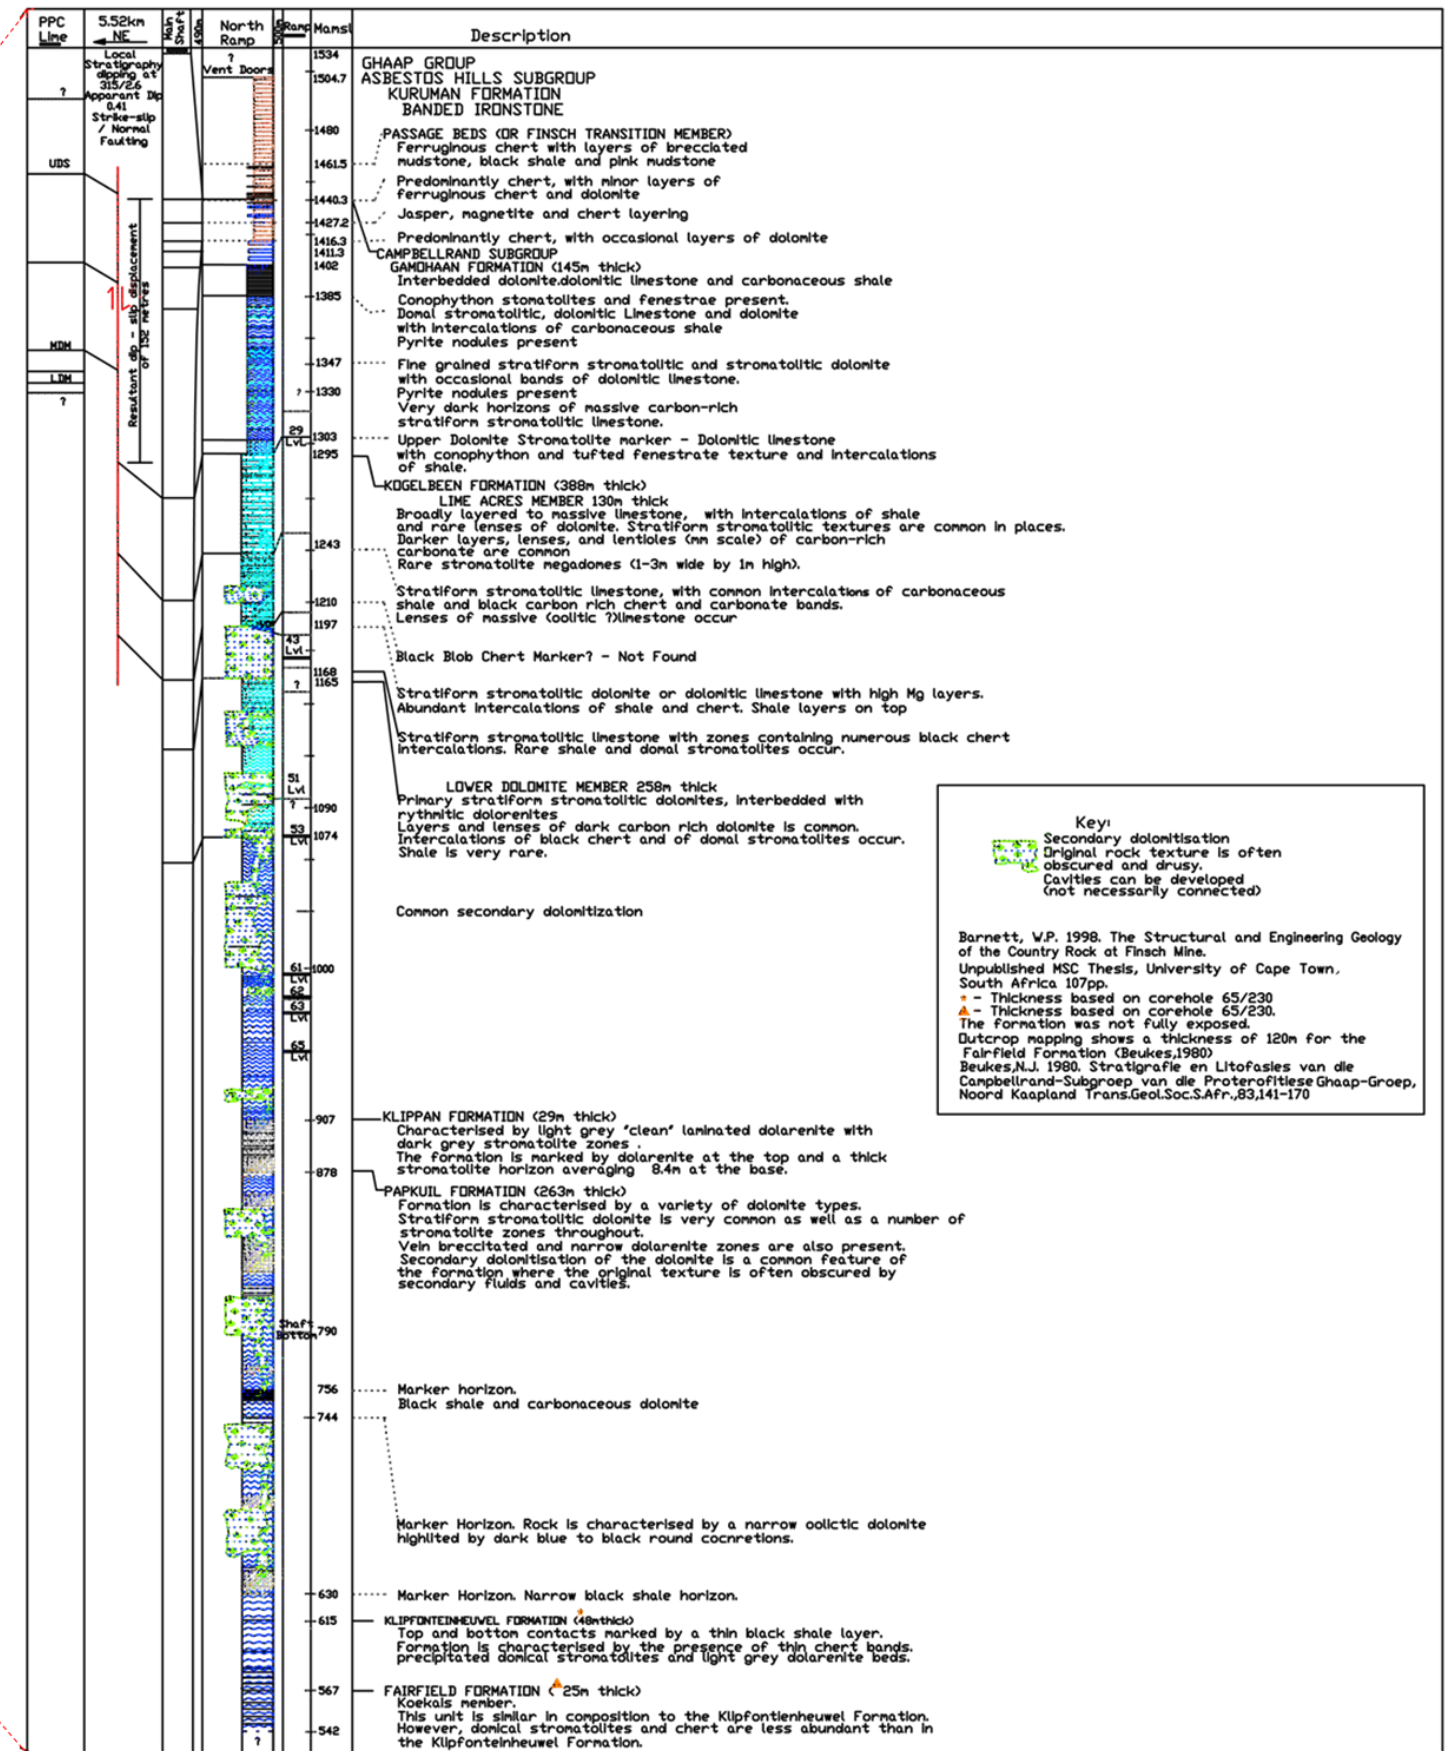 PPC
Line
5.52km
NE
Main
Shaft
490m
North
Ramp
500m
Ramp
Mamsl
Description
Local
Stratigraphy
dipping at
315/2.6
Apparant Dip
0.41
Strike-slip
/ Normal
Faulting
?
UDS
MDM
LDM
?
Resultant dip - slip displacement
of 152 metres
?
Vent Doors
?
29
LvL
43
Lvl
?
51
Lvl
?
53
Lvl
61
Lvl
62
63
Lvl
65
Lvl
Shaft
Bottom
?
1534
1504.7
1480
1461.5
1440.3
1427.2
1416.3
1411.3
1402
1385
1347
1330
1303
1295
1243
1210
1197
1168
1165
1090
1074
1000
907
878
790
756
744
630
615
567
542
GHAAP GROUP
ASBESTOS HILLS SUBGROUP
KURUMAN FORMATION
BANDED IRONSTONE
PASSAGE BEDS (OR FINSCH TRANSITION MEMBER)
Ferruginous chert with layers of brecciated
mudstone, black shale and pink mudstone
Predominantly chert, with minor layers of
ferruginous chert and dolomite
Jasper, magnetite and chert layering
Predominantly chert, with occasional layers of dolomite
CAMPBELLRAND SUBGROUP
GAMOHAAN FORMATION (145m thick)
Interbedded dolomite.dolomitic limestone and carbonaceous shale
Conophython stomatolites and fenestrae present.
Domal stromatolitic, dolomitic Limestone and dolomite
with intercalations of carbonaceous shale
Pyrite nodules present
Fine grained stratiform stromatolitic and stromatolitic dolomite
with occasional bands of dolomitic limestone.
Pyrite nodules present
Very dark horizons of massive carbon-rich
stratiform stromatolitic limestone.
Upper Dolomite Stromatolite marker - Dolomitic limestone
with conophython and tufted fenestrate texture and intercalations
of shale.
KOGELBEEN FORMATION (388m thick)
LIME ACRES MEMBER 130m thick
Broadly layered to massive limestone, with intercalations of shale
and rare lenses of dolomite. Stratiform stromatolitic textures are common in places.
Darker layers, lenses, and lentioles (mm scale) of carbon-rich
carbonate are common
Rare stromatolite megadomes (1-3m wide by 1m high).
Stratiform stromatolitic limestone, with common intercalations of carbonaceous
shale and black carbon rich chert and carbonate bands.
Lenses of massive (oolitic ?)limestone occur
Black Blob Chert Marker? - Not Found
Stratiform stromatolitic dolomite or dolomitic limestone with high Mg layers.
Abundant intercalations of shale and chert. Shale layers on top
Stratiform stromatolitic limestone with zones containing numerous black chert
intercalations. Rare shale and domal stromatolites occur.
LOWER DOLOMITE MEMBER 258m thick
Primary stratiform stromatolitic dolomites, interbedded with
rythmitic dolorenites
Layers and lenses of dark carbon rich dolomite is common.
Intercalations of black chert and of domal stromatolites occur.
Shale is very rare.
Common secondary dolomitization
KLIPPAN FORMATION (29m thick)
Characterised by light grey "clean" laminated dolarenite with
dark grey stromatolite zones .
The formation is marked by dolarenite at the top and a thick
stromatolite horizon averaging 8.4m at the base.
PAPKUIL FORMATION (263m thick)
Formation is characterised by a variety of dolomite types.
Stratiform stromatolitic dolomite is very common as well as a number of
stromatolite zones throughout.
Vein breccitated and narrow dolarenite zones are also present.
Secondary dolomitisation of the dolomite is a common feature of
the formation where the original texture is often obscured by
secondary fluids and cavities.
Marker horizon.
Black shale and carbonaceous dolomite
Marker Horizon. Rock is characterised by a narrow oolictic dolomite
highlited by dark blue to black round cocnretions.
Marker Horizon. Narrow black shale horizon.
KLIPFONTEINHEUWEL FORMATION (48mthick)
Top and bottom contacts marked by a thin black shale layer.
Formation is characterised by the presence of thin chert bands.
precipitated domical stromatolites and light grey dolarenite beds.
FAIRFIELD FORMATION ( 25m thick)
Koekais member.
This unit is similar in composition to the Klipfontienheuwel Formation.
However, domical stromatolites and chert are less abundant than in
the Klipfonteinheuwel Formation.
Key:
Secondary dolomitisation
Original rock texture is often
obscured and drusy.
Cavities can be developed
(not necessarily connected)
Barnett, W.P. 1998. The Structural and Engineering Geology
of the Country Rock at Finsch Mine.
Unpublished MSC Thesis, University of Cape Town,
South Africa 107pp.
* - Thickness based on corehole 65/230
- Thickness based on corehole 65/230.
The formation was not fully exposed.
Outcrop mapping shows a thickness of 120m for the
Fairfield Formation (Beukes,1980)
Beukes,N.J. 1980. Stratigrafie en Litofasies van die
Campbellrand-Subgroep van die Proterofitiese Ghaap-Groep,
Noord Kaapland Trans.Geol.Soc.S.Afr.,83,141-170